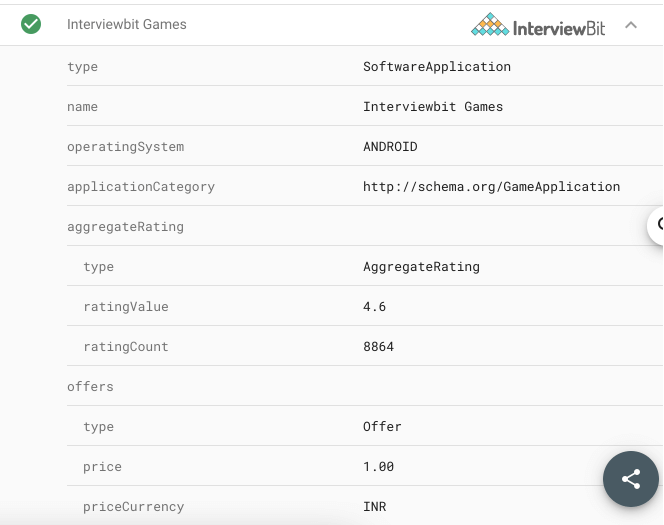 Interviewbit Games
InterviewBit
type SoftwareApplication
name Interviewbit Games
operatingSystem ANDROID
applicationCategory http://schema.org/GameApplication
aggregateRating
type AggregateRating
ratingValue 4.6
ratingCount 8864
offers
type Offer
price 1.00
priceCurrency INR